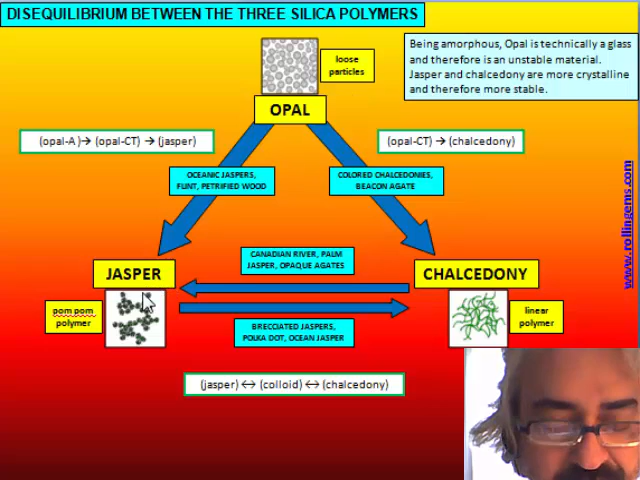 DISEQUILIBRIUM BETWEEN THE THREE SILICA POLYMERS
loose
particles
Being amorphous, Opal is technically a glass
and therefore is an unstable material.
Jasper and chalcedony are more crystalline
and therefore more stable.
OPAL
(opal-A)→ (opal-CT) → (jasper)
(opal-CT) → (chalcedony)
OCEANIC JASPERS,
FLINT, PETRIFIED WOOD
COLORED CHALCEDONIES,
BEACON AGATE
www.rollingems.com
CANADIAN RIVER, PALM
JASPER, OPAQUE AGATES
JASPER
CHALCEDONY
pom pom
polymer
linear
polymer
BRECCIATED JASPERS,
POLKA DOT, OCEAN JASPER
(jasper) ↔ (colloid) ↔ (chalcedony)